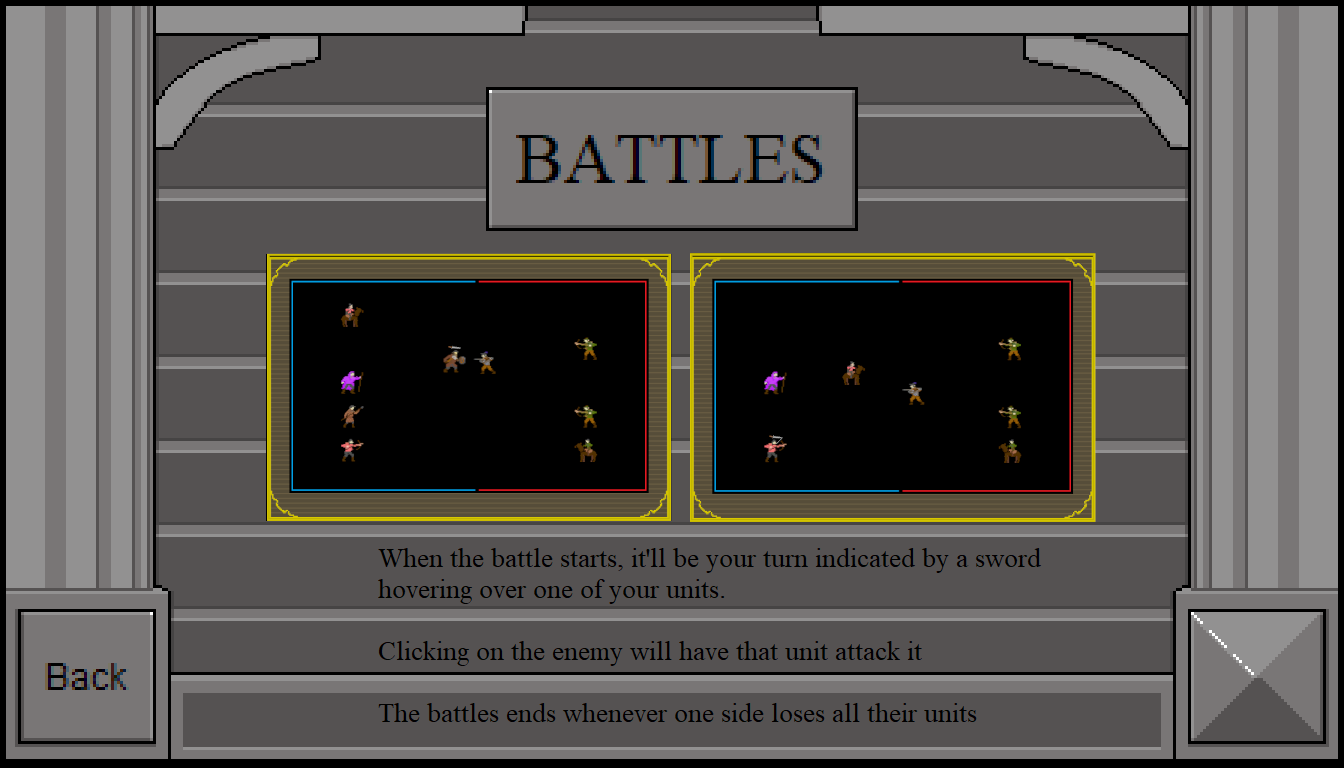 BATTLES
When the battle starts, it'll be your turn indicated by a sword
hovering over one of your units.
Clicking on the enemy will have that unit attack it
The battles ends whenever one side loses all their units
Back